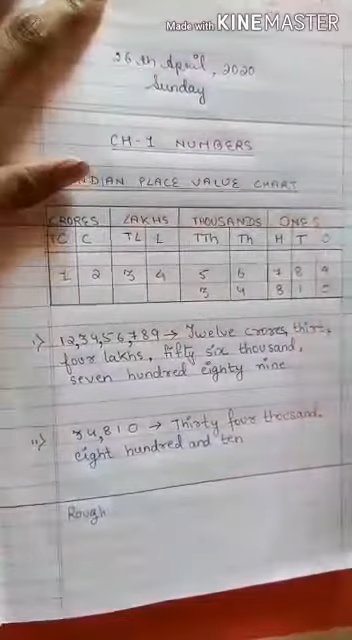 Made with KINEMASTER
26th April, 2020
Sunday
CH-1 NUMBERS
INDIAN PLACE VALUE CHART
CRORES LAKHS THOUSANDS ONES
TC C TL L TTh Th H T O
1 2 3 4 5 6 7 8 9
3 4 8 1 0
i) 12,34,56,789 → Twelve crores, thirty
four lakhs, fifty six thousand,
seven hundred eighty nine
ii) 34,810 → Thirty four thousand,
eight hundred and ten
Rough